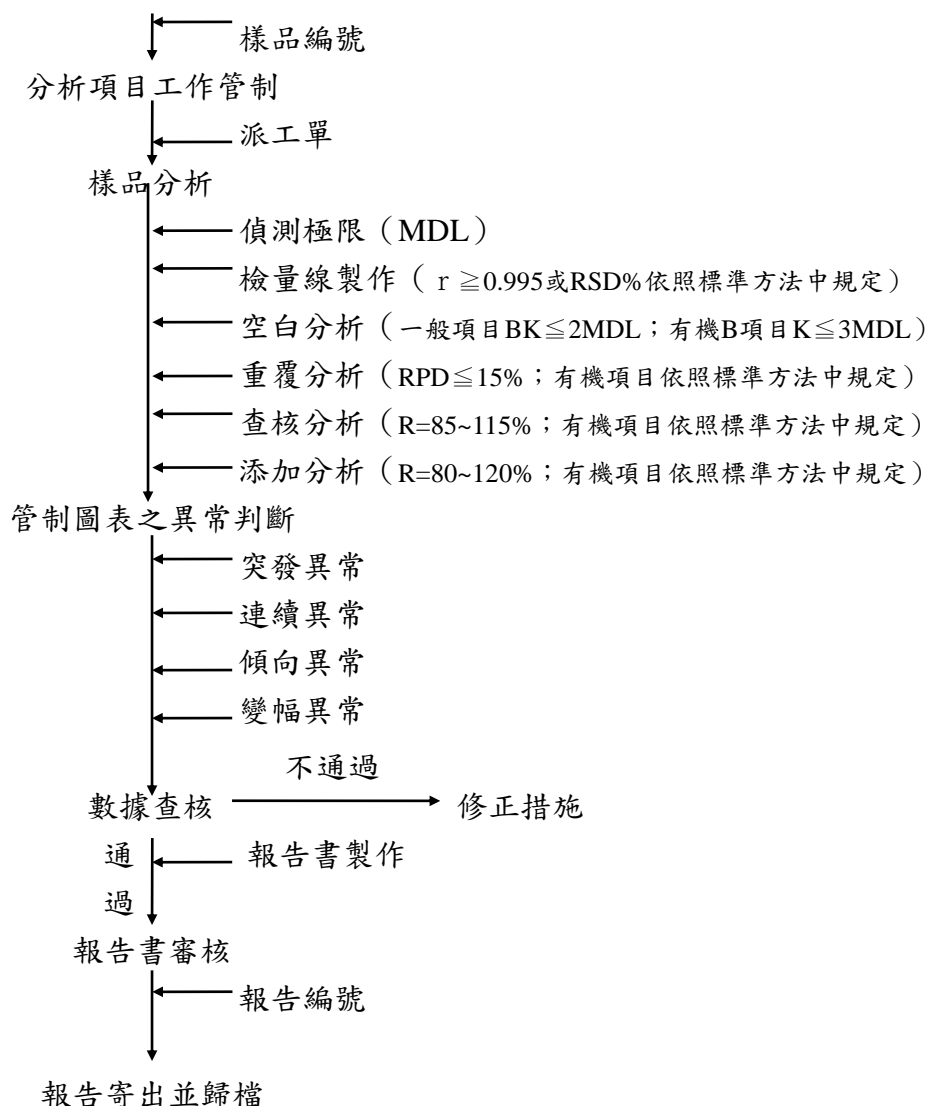 樣品編號
分析項目工作管制
派工單
樣品分析
偵測極限（MDL）
檢量線製作（ｒ≧0.995或RSD%依照標準方法中規定）
空白分析（一般項目BK≦2MDL；有機B項目K≦3MDL）
重覆分析（RPD≦15%；有機項目依照標準方法中規定）
查核分析（R=85~115%；有機項目依照標準方法中規定）
添加分析（R=80~120%；有機項目依照標準方法中規定）
管制圖表之異常判斷
突發異常
連續異常
傾向異常
變幅異常
不通過
數據查核
修正措施
通
報告書製作
過
報告書審核
報告編號
報告寄出並歸檔